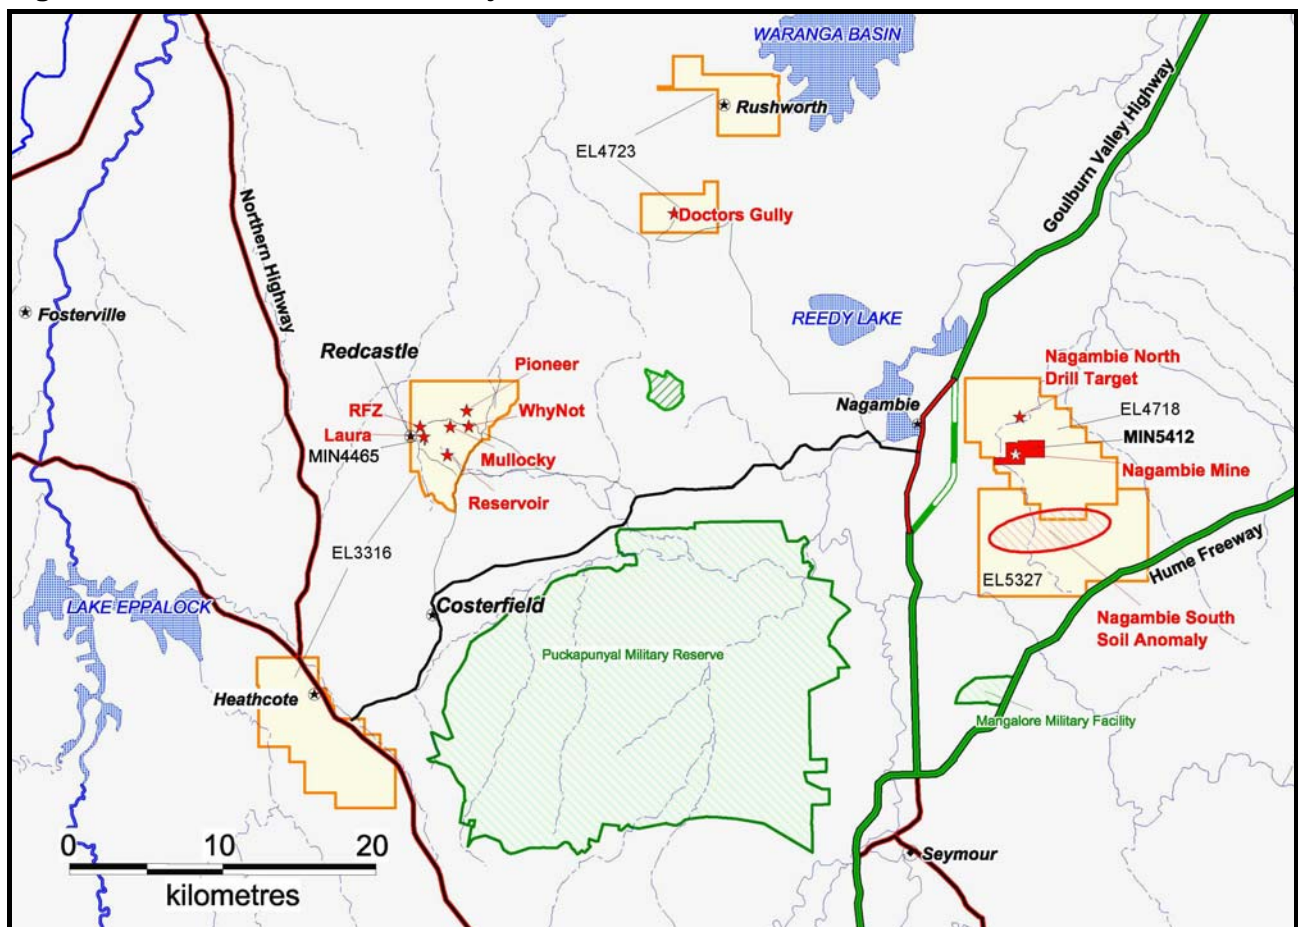 WARANGA BASIN
Rushworth
Goulburn Valley Highway
EL4723
Northern Highway
Doctors Gully
Fosterville
REEDY LAKE
Redcastle
Pioneer
Nagambie North
Drill Target
RFZ
WhyNot
Nagambie
EL4718
Laura
MIN4465
MIN5412
Mullocky
Nagambie Mine
Reservoir
EL3316
Hume Freeway
EL5327
LAKE EPPALOCK
Costerfield
Nagambie South
Soil Anomaly
Puckapunyal Military Reserve
Heathcote
Mangalore Military Facility
0 10 20
kilometres
Seymour